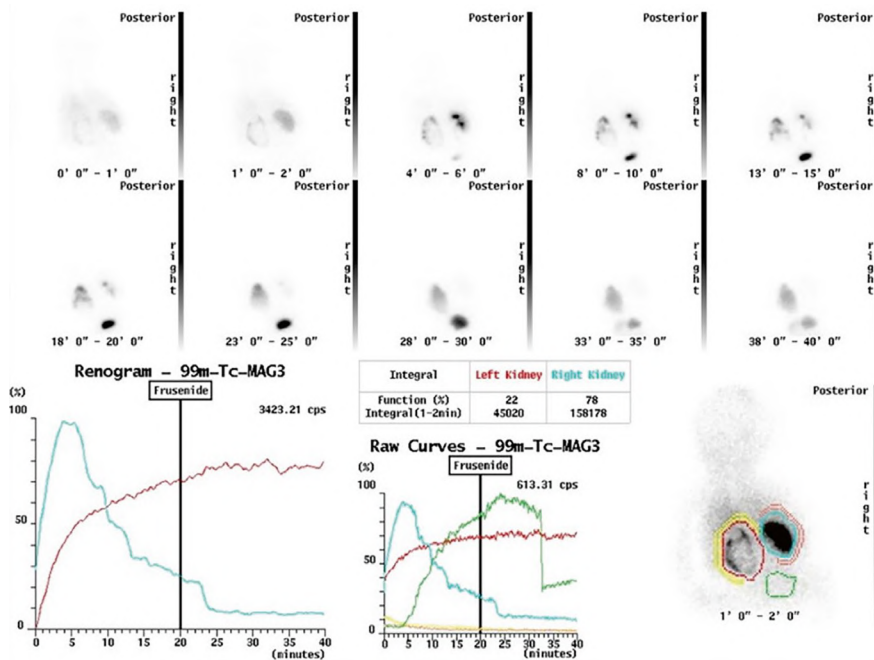 Posterior Posterior Posterior Posterior Posterior
right right right right right
0' 0" - 1' 0" 1' 0" - 2' 0" 4' 0" - 6' 0" 8' 0" - 10' 0" 13' 0" - 15' 0"
Posterior Posterior Posterior Posterior Posterior
right right right right right
18' 0" - 20' 0" 23' 0" - 25' 0" 28' 0" - 30' 0" 33' 0" - 35' 0" 38' 0" - 40' 0"
Renogram - 99m-Tc-MAG3
(%)
Frusemide
3423.21 cps
100
50
0
0 5 10 15 20 25 30 35 40
(minutes)
Integral Left Kidney Right Kidney
Function (%) 22 78
Integral(1-2min) 45020 158178
Raw Curves - 99m-Tc-MAG3
(%)
Frusemide
613.31 cps
100
50
0
0 5 10 15 20 25 30 35 40
(minutes)
Posterior
right
1' 0" - 2' 0"